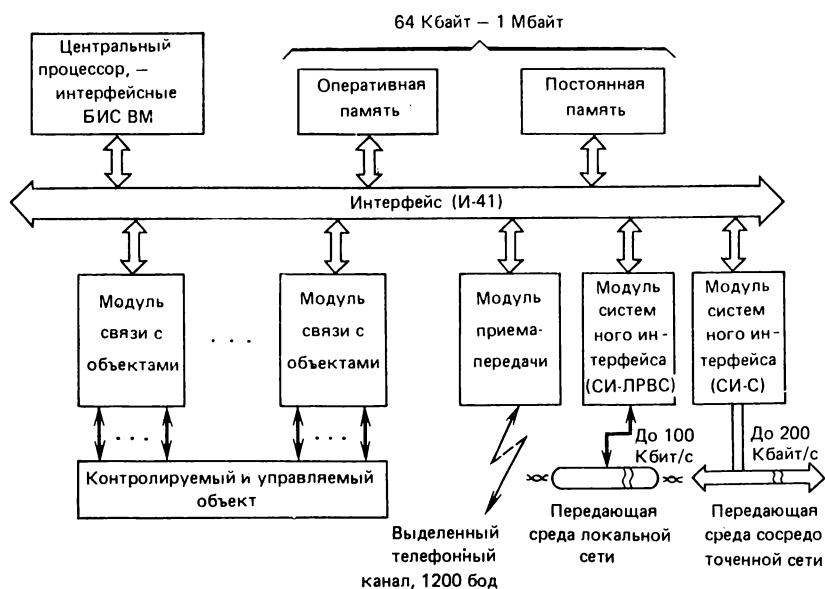 64 Кбайт – 1 Мбайт
Центральный
процессор, –
интерфейсные
БИС ВМ
Оперативная
память
Постоянная
память
Интерфейс (И-41)
Модуль
связи с
объектами
. . .
Модуль
связи с
объектами
Модуль
приема-
передачи
Модуль
систем
ного ин-
терфейса
(СИ-ЛРВС)
Модуль
систем
ного ин-
терфейса
(СИ-С)
. . .
. . .
Контролируемый и управляемый
объект
До 100
Кбит/с
До 200
Кбайт/с
Выделенный
телефонный
канал, 1200 бод
Передающая
среда локальной
сети
Передающая
среда сосредо
точенной сети